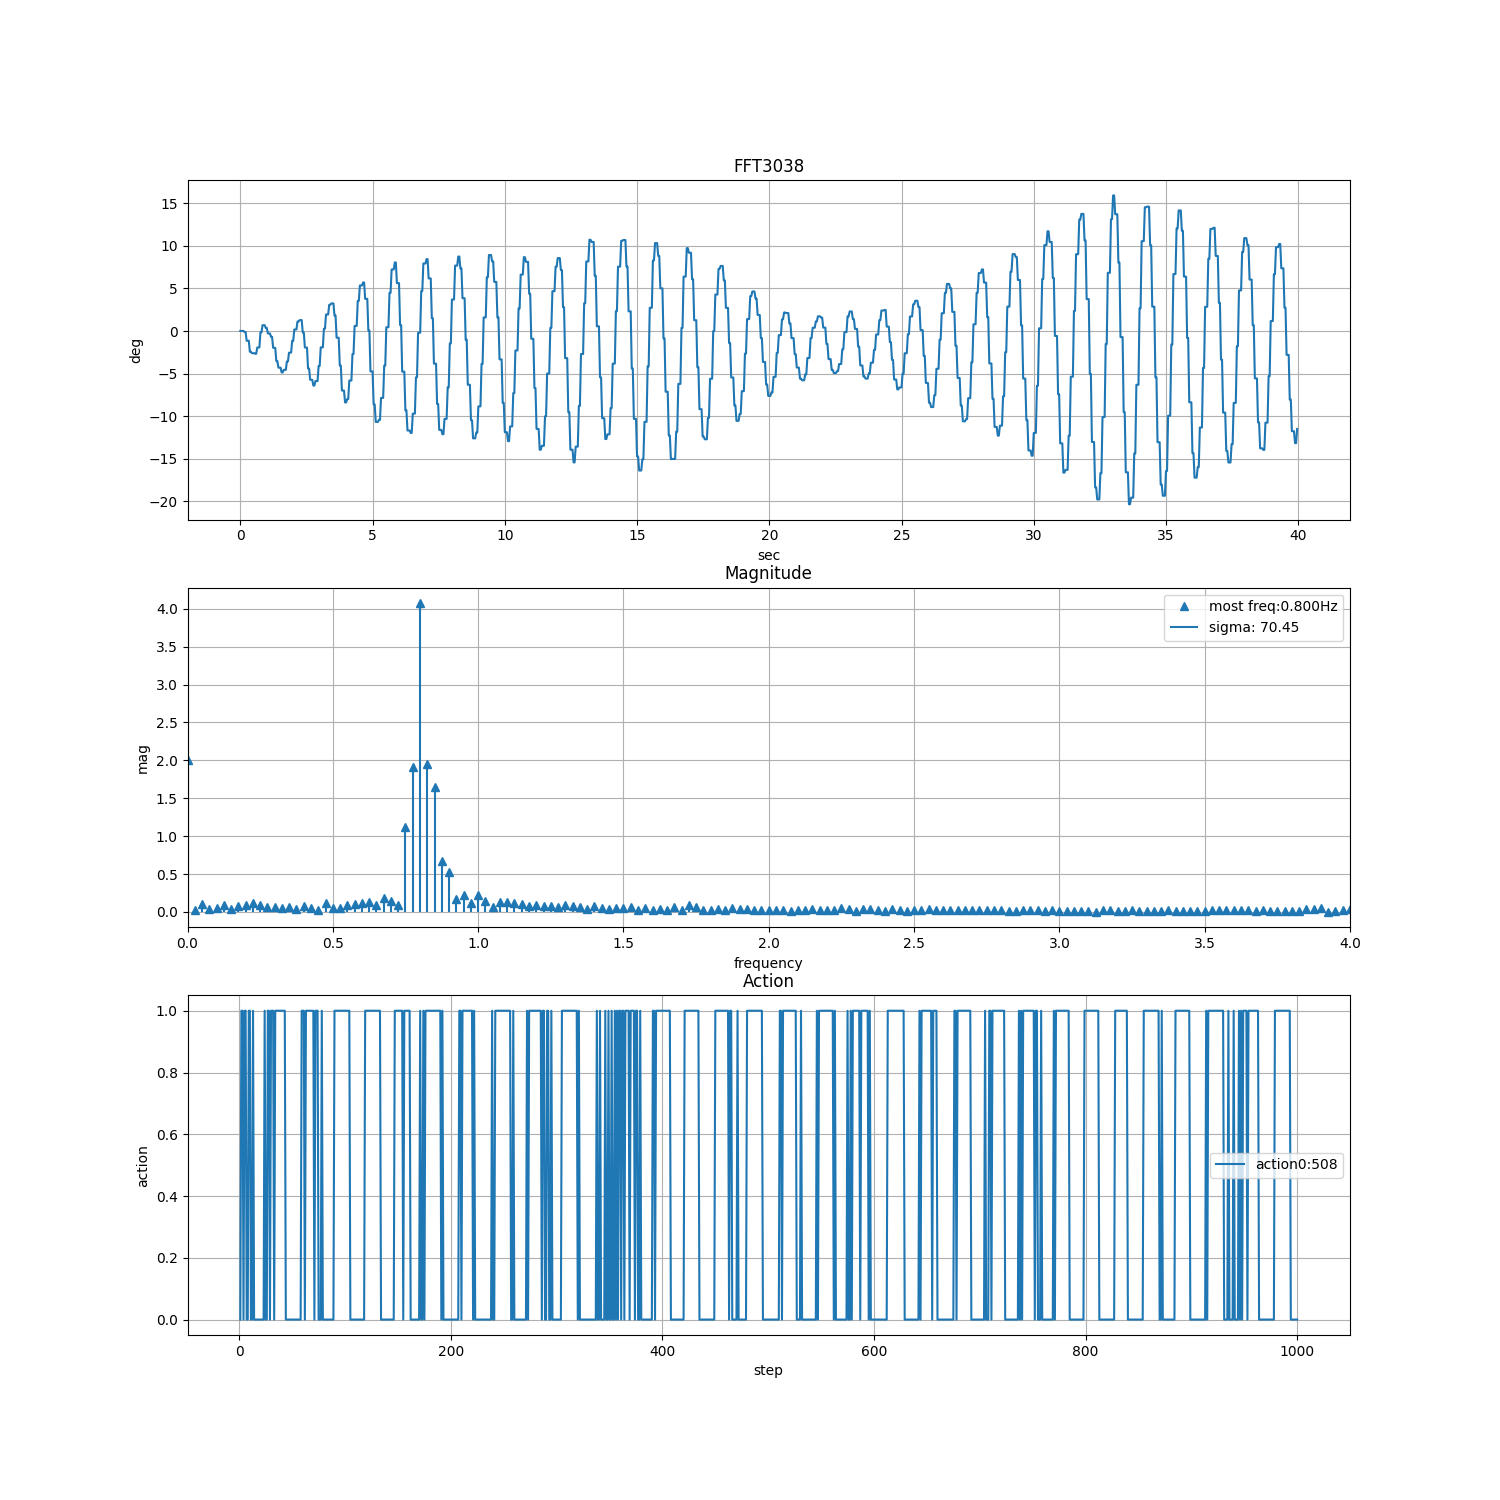 FFT3038
15
10
5
0
−5
−10
−15
−20
deg
0 5 10 15 20 25 30 35 40
sec
Magnitude
4.0
3.5
3.0
2.5
2.0
1.5
1.0
0.5
0.0
mag
most freq:0.800Hz
sigma: 70.45
0.0 0.5 1.0 1.5 2.0 2.5 3.0 3.5 4.0
frequency
Action
1.0
0.8
0.6
0.4
0.2
0.0
action
action0:508
0 200 400 600 800 1000
step